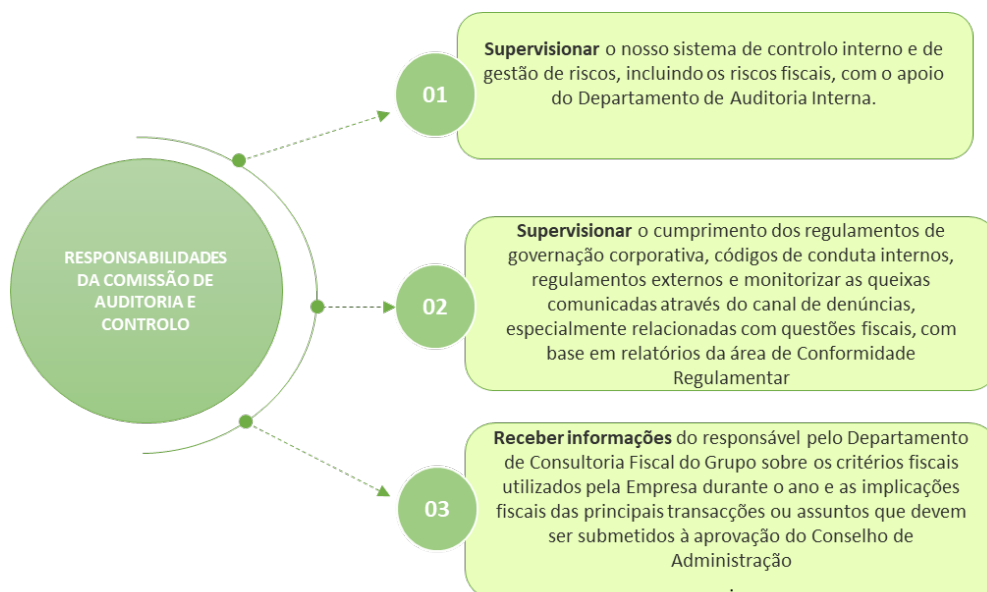 RESPONSABILIDADES
DA COMISSÃO DE
AUDITORIA E
CONTROLO
01
Supervisionar o nosso sistema de controlo interno e de
gestão de riscos, incluindo os riscos fiscais, com o apoio
do Departamento de Auditoria Interna.
02
Supervisionar o cumprimento dos regulamentos de
governação corporativa, códigos de conduta internos,
regulamentos externos e monitorizar as queixas
comunicadas através do canal de denúncias,
especialmente relacionadas com questões fiscais, com
base em relatórios da área de Conformidade
Regulamentar
03
Receber informações do responsável pelo Departamento
de Consultoria Fiscal do Grupo sobre os critérios fiscais
utilizados pela Empresa durante o ano e as implicações
fiscais das principais transacções ou assuntos que devem
ser submetidos à aprovação do Conselho de
Administração